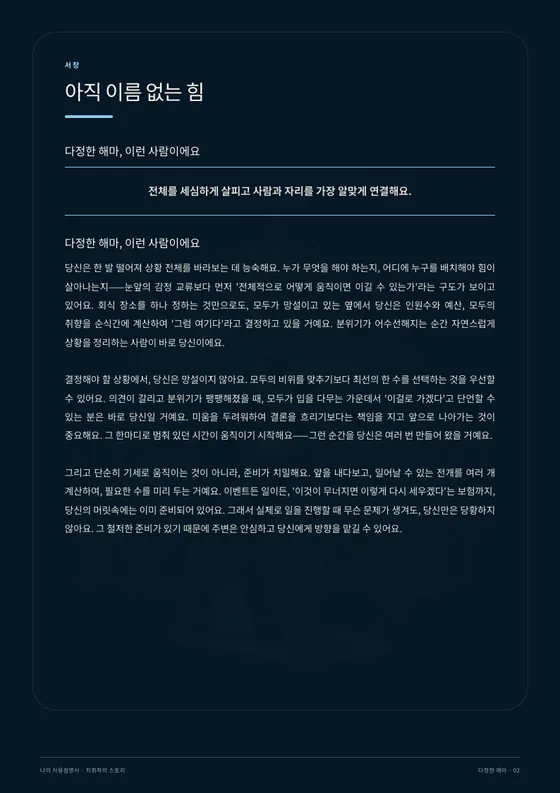 서장
아직 이름 없는 힘
다정한 해마, 이런 사람이에요
전체를 세심하게 살피고 사람과 자리를 가장 알맞게 연결해요.
다정한 해마, 이런 사람이에요
당신은 한 발 떨어져 상황 전체를 바라보는 데 능숙해요. 누가 무엇을 해야 하는지, 어디에 누구를 배치해야 힘이
살아나는지——눈앞의 감정 교류보다 먼저 '전체적으로 어떻게 움직이면 이길 수 있는가'라는 구도가 보이고
있어요. 회식 장소를 하나 정하는 것만으로도, 모두가 망설이고 있는 옆에서 당신은 인원수와 예산, 모두의
취향을 순식간에 계산하여 '그럼 여기다'라고 결정하고 있을 거예요. 분위기가 어수선해지는 순간 자연스럽게
상황을 정리하는 사람이 바로 당신이에요.
결정해야 할 상황에서, 당신은 망설이지 않아요. 모두의 비위를 맞추기보다 최선의 한 수를 선택하는 것을 우선할
수 있어요. 의견이 갈리고 분위기가 팽팽해졌을 때, 모두가 입을 다무는 가운데서 '이걸로 가겠다'고 단언할 수
있는 분은 바로 당신일 거예요. 미움을 두려워하여 결론을 흐리기보다는 책임을 지고 앞으로 나아가는 것이
중요해요. 그 한마디로 멈춰 있던 시간이 움직이기 시작해요——그런 순간을 당신은 여러 번 만들어 왔을 거예요.
그리고 단순히 기세로 움직이는 것이 아니라, 준비가 치밀해요. 앞을 내다보고, 일어날 수 있는 전개를 여러 개
계산하여, 필요한 수를 미리 두는 거예요. 이벤트든 일이든, '이것이 무너지면 이렇게 다시 세우겠다'는 보험까지,
당신의 머릿속에는 이미 준비되어 있어요. 그래서 실제로 일을 진행할 때 무슨 문제가 생겨도, 당신만은 당황하지
않아요. 그 철저한 준비가 있기 때문에 주변은 안심하고 당신에게 방향을 맡길 수 있어요.
나의 사용설명서 · 지휘자의 스토리
다정한 해마 · 02